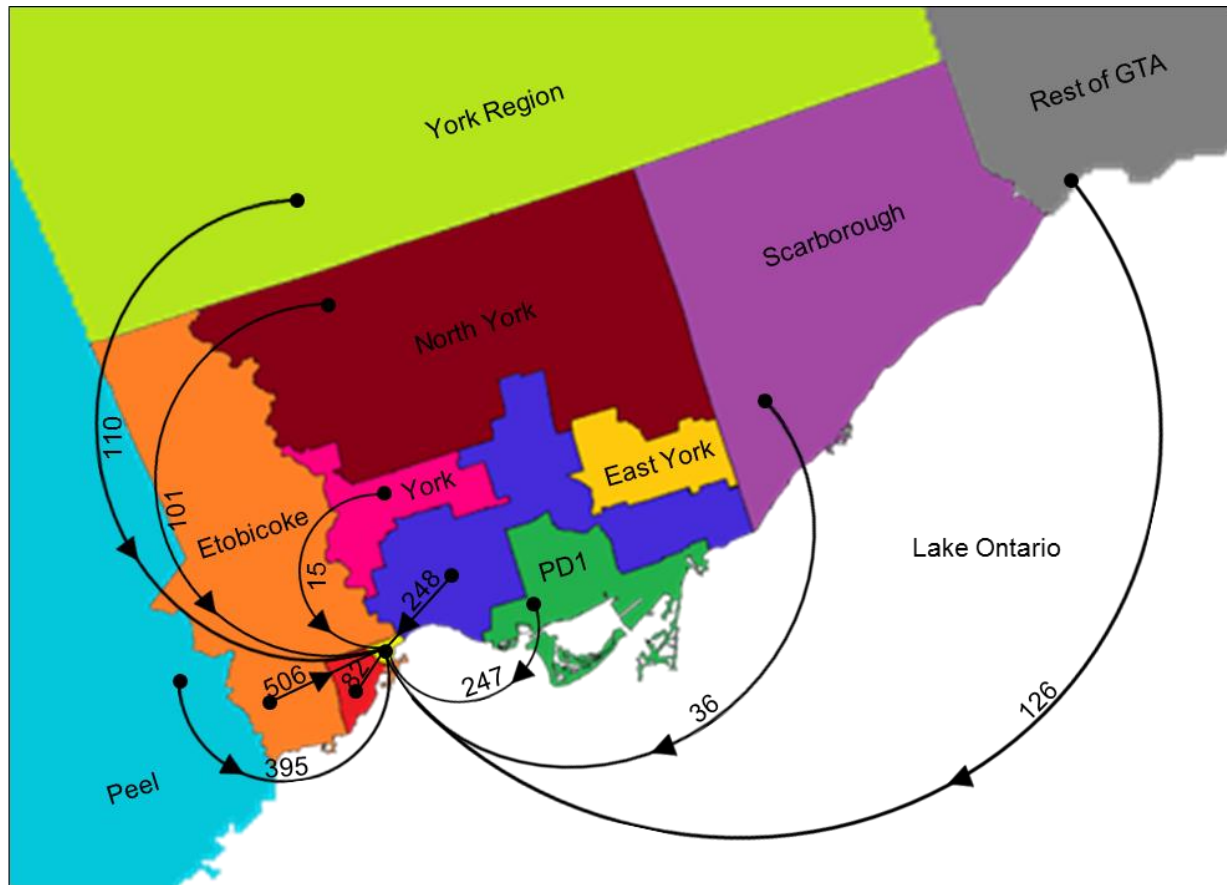 Rest of GTA
York Region
Scarborough
North York
110
East York
York
101
Etobicoke
Lake Ontario
PD1
15
248
506
82
247
36
126
395
Peel